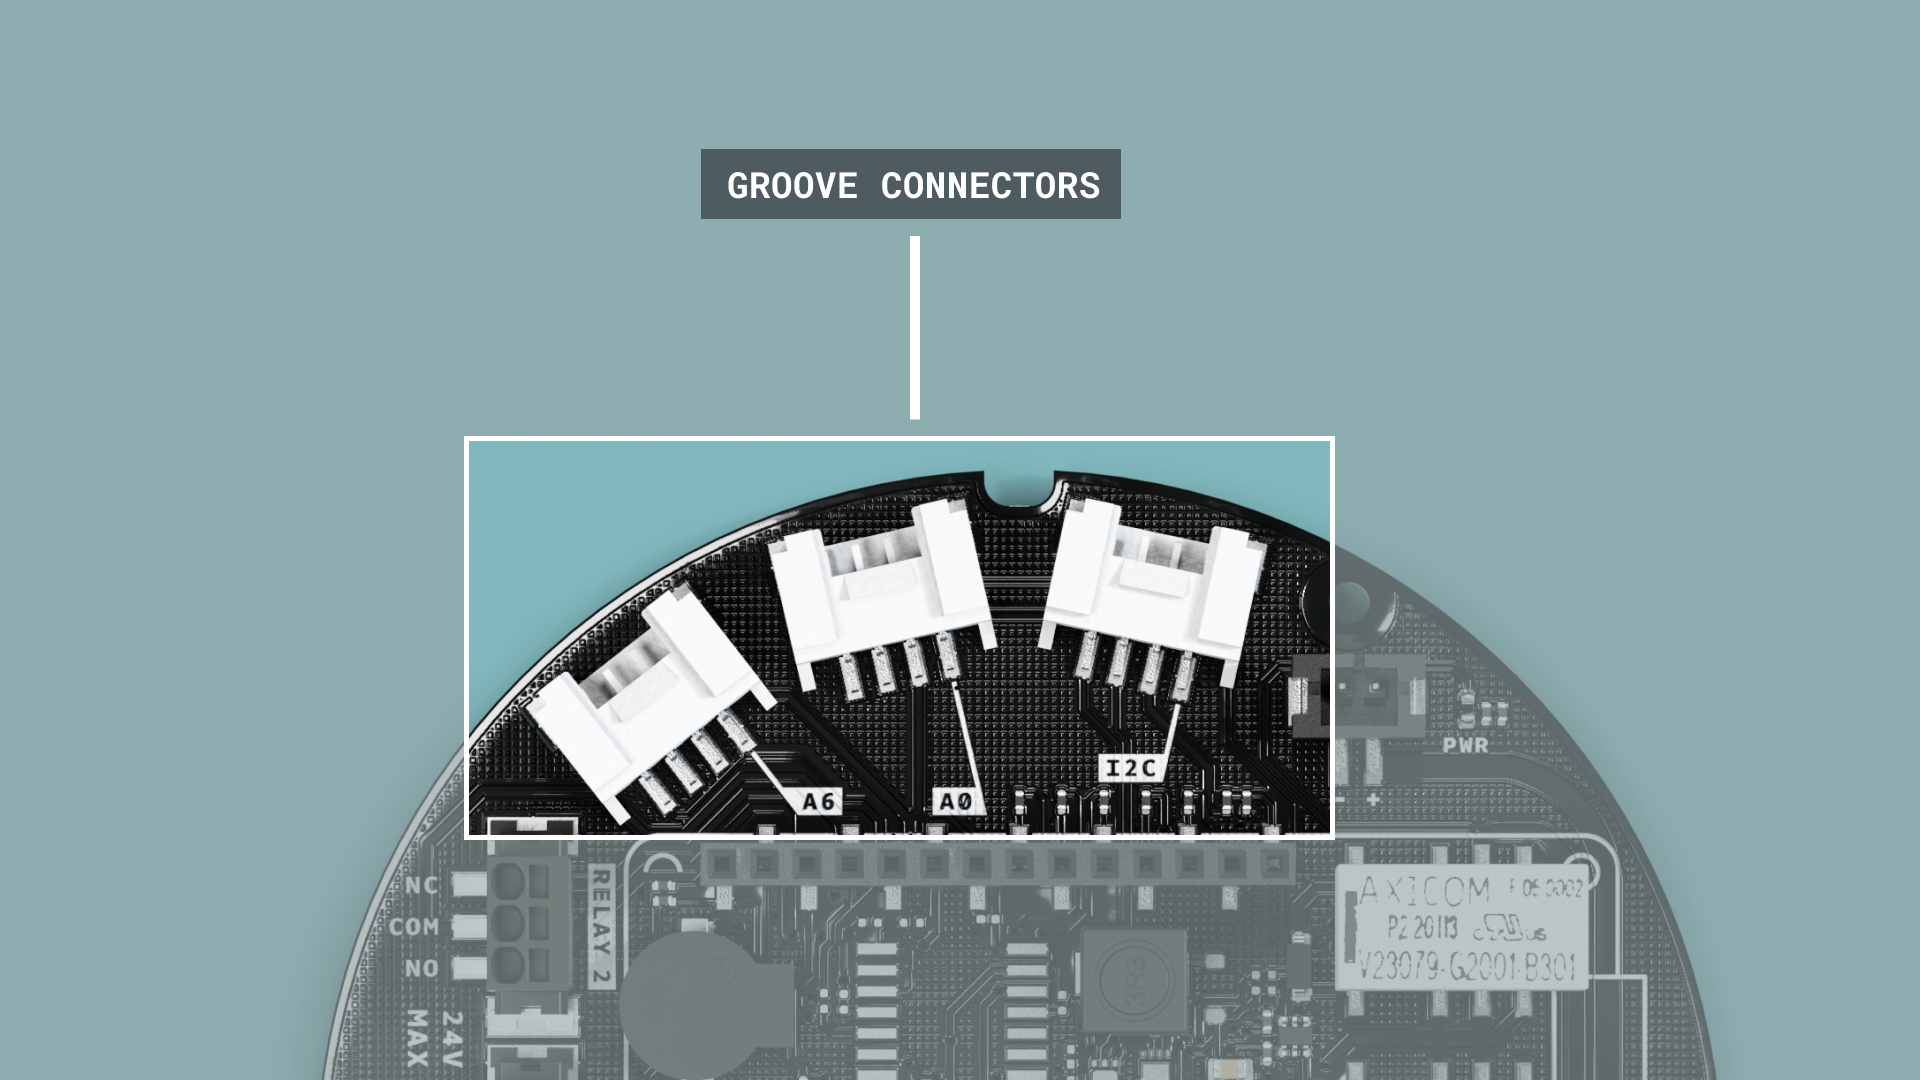 GROOVE CONNECTORS
A6
A0
I2C
PWR
- +
NC
COM
NO
RELAY 2
24V
MAX
3R3
AXICOM
P2 20113
V23079-G2001-B301